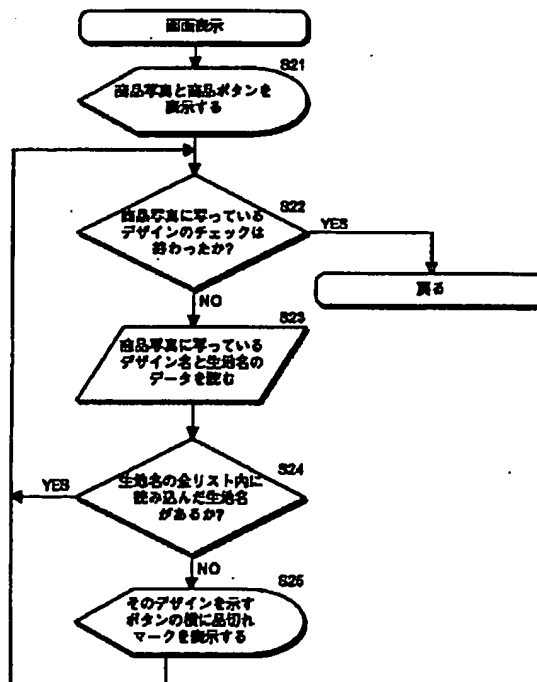 画面表示
S21
商品写真と商品ボタンを
表示する
S22
商品写真に写っている
デザインのチェックは
終わったか?
YES
戻る
NO
S23
商品写真に写っている
デザイン名と生地名の
データを読む
S24
生地名の全リスト内に
読み込んだ生地名
があるか?
YES
NO
S25
そのデザインを示す
ボタンの横に品切れ
マークを表示する